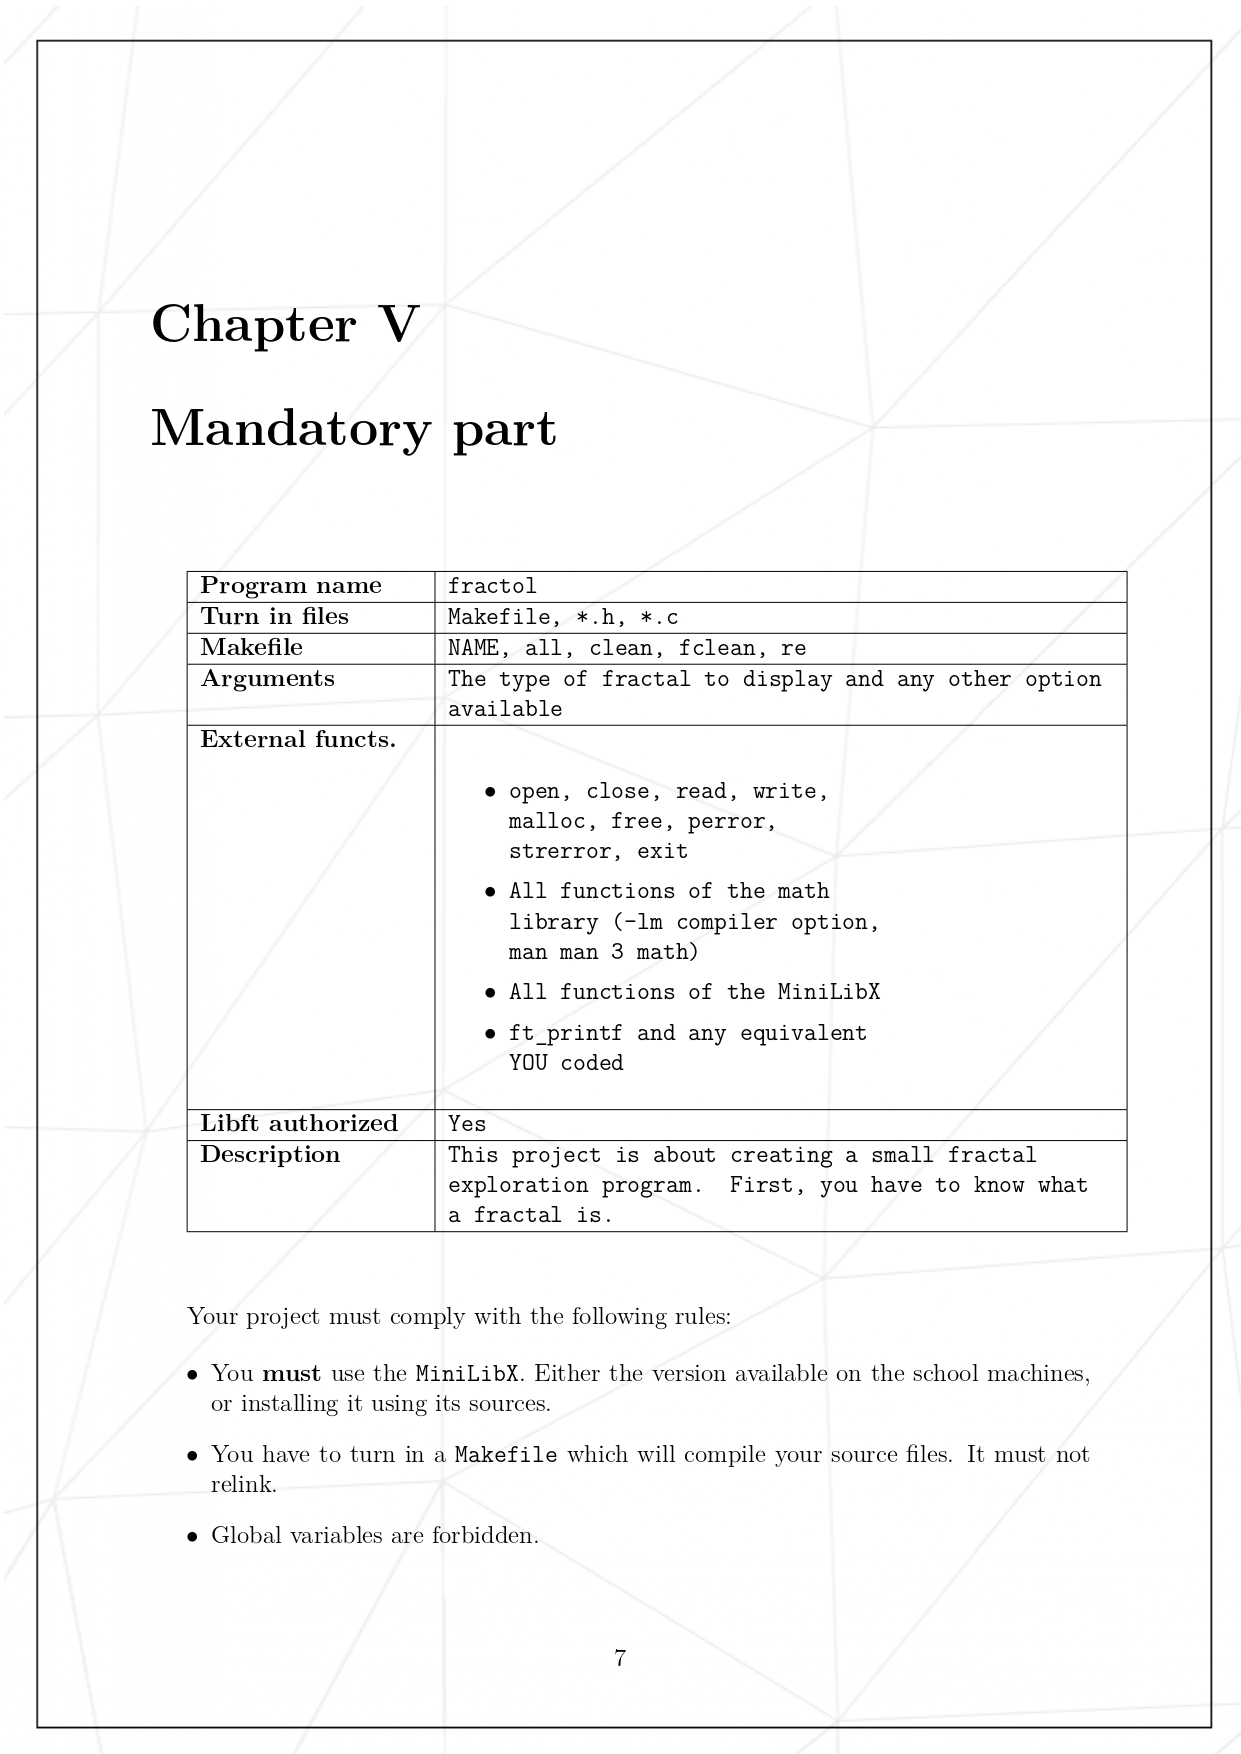 Chapter V
Mandatory part
Program name fractol
Turn in files Makefile, *.h, *.c
Makefile NAME, all, clean, fclean, re
Arguments The type of fractal to display and any other option
available
External functs.
• open, close, read, write,
malloc, free, perror,
strerror, exit
• All functions of the math
library (-lm compiler option,
man man 3 math)
• All functions of the MiniLibX
• ft_printf and any equivalent
YOU coded
Libft authorized Yes
Description This project is about creating a small fractal
exploration program. First, you have to know what
a fractal is.
Your project must comply with the following rules:
• You must use the MiniLibX. Either the version available on the school machines,
or installing it using its sources.
• You have to turn in a Makefile which will compile your source files. It must not
relink.
• Global variables are forbidden.
7